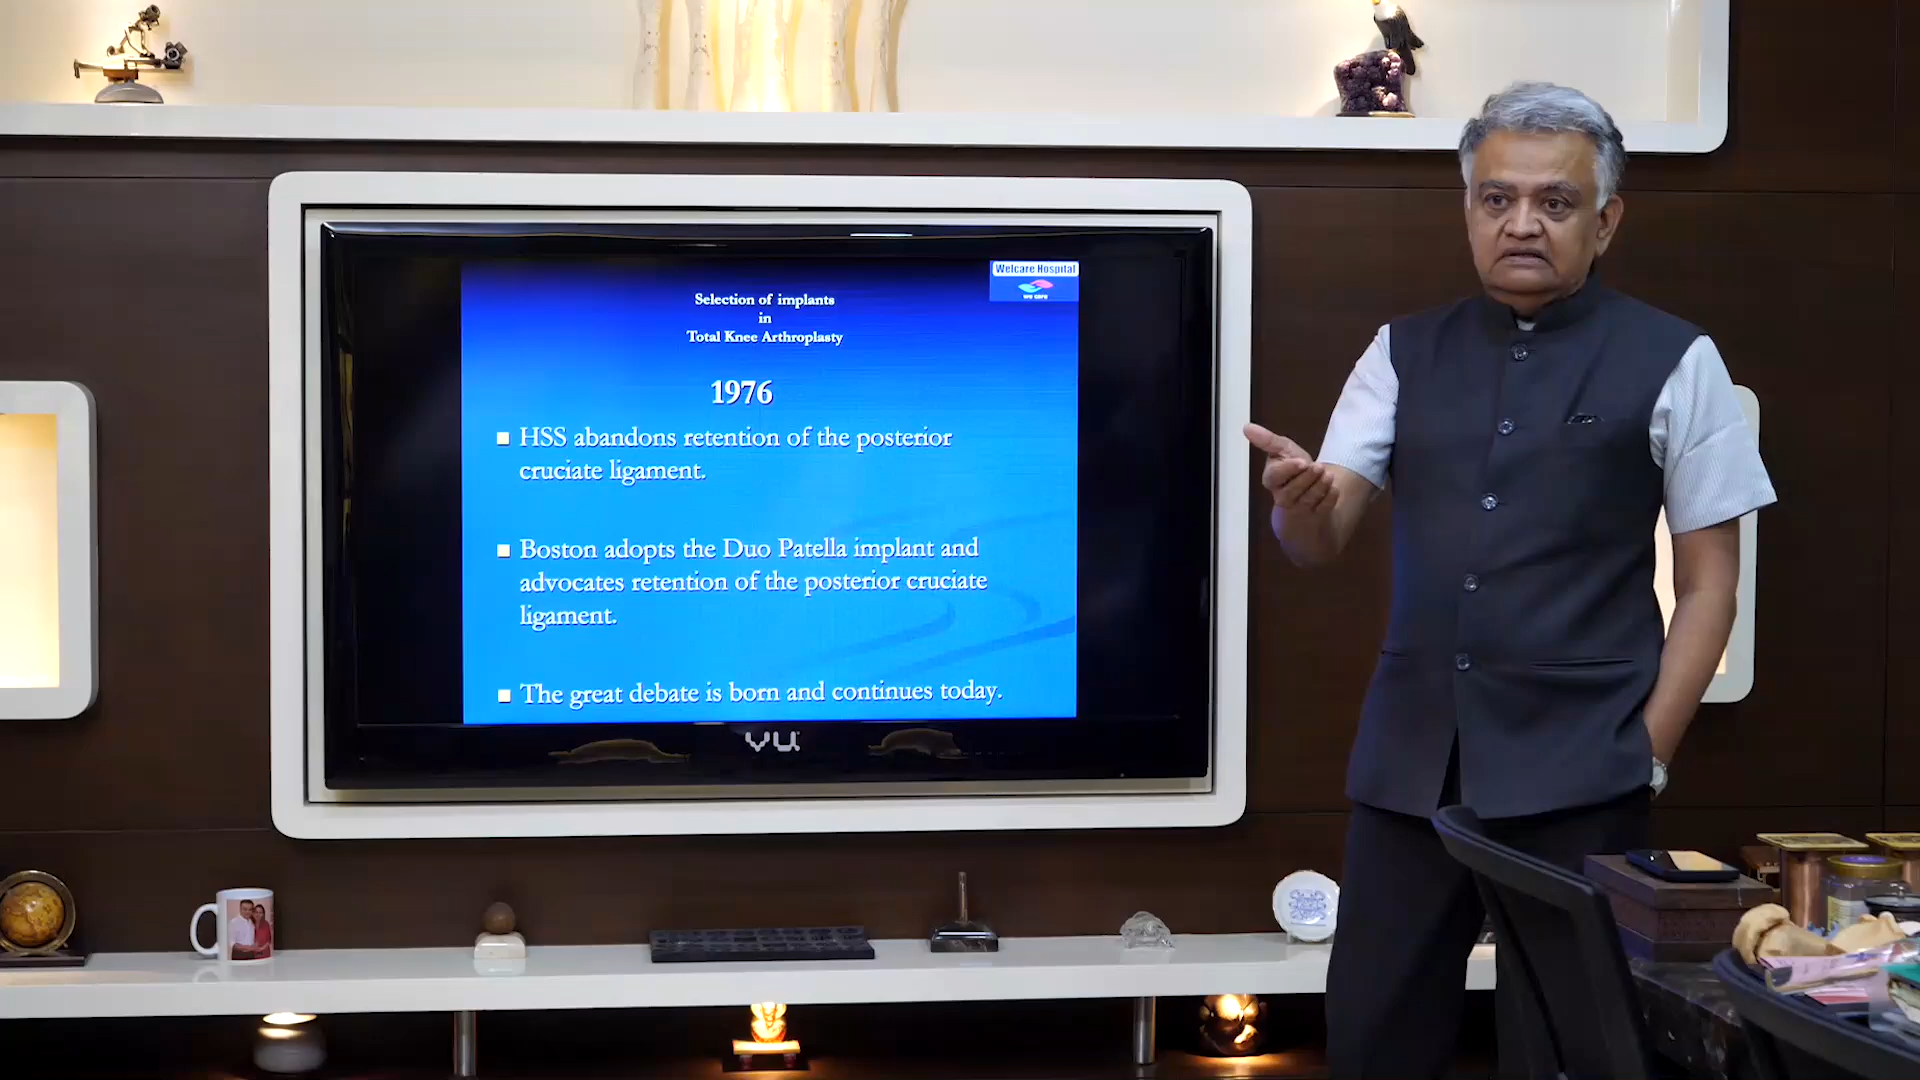 Welcare Hospital
we care
Selection of implants
in
Total Knee Arthroplasty
1976
■ HSS abandons retention of the posterior
cruciate ligament.
■ Boston adopts the Duo Patella implant and
advocates retention of the posterior cruciate
ligament.
■ The great debate is born and continues today.
VU